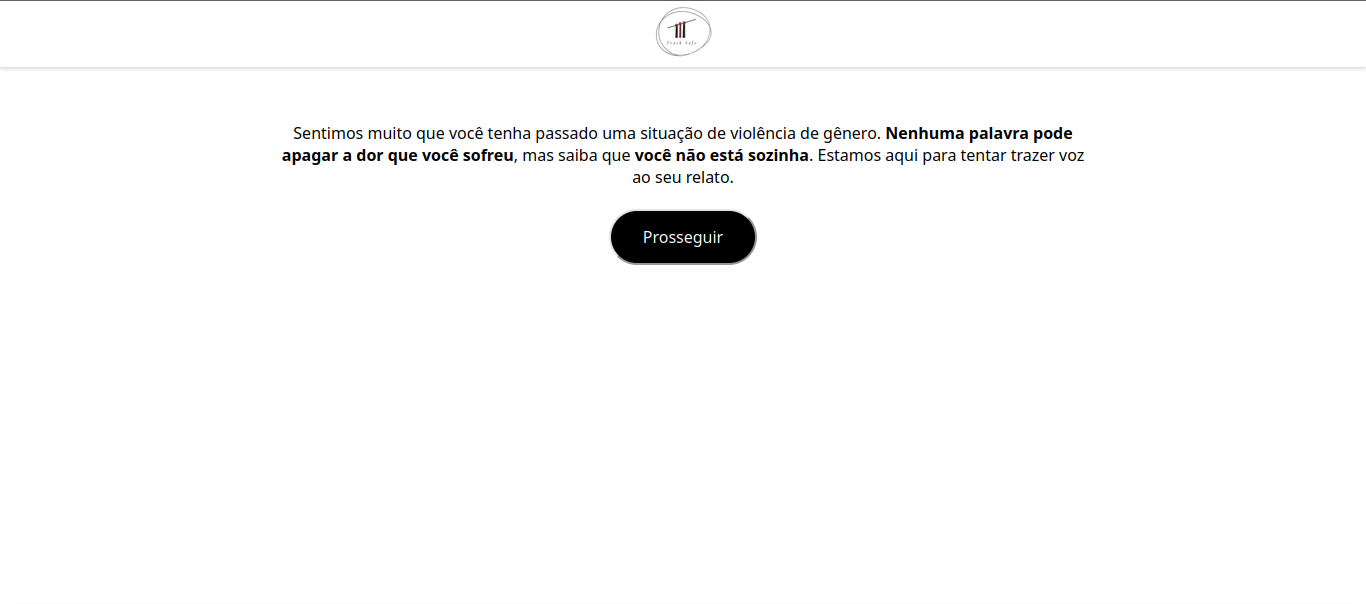 Track Safe
Sentimos muito que você tenha passado uma situação de violência de gênero. Nenhuma palavra pode
apagar a dor que você sofreu, mas saiba que você não está sozinha. Estamos aqui para tentar trazer voz
ao seu relato.
Prosseguir